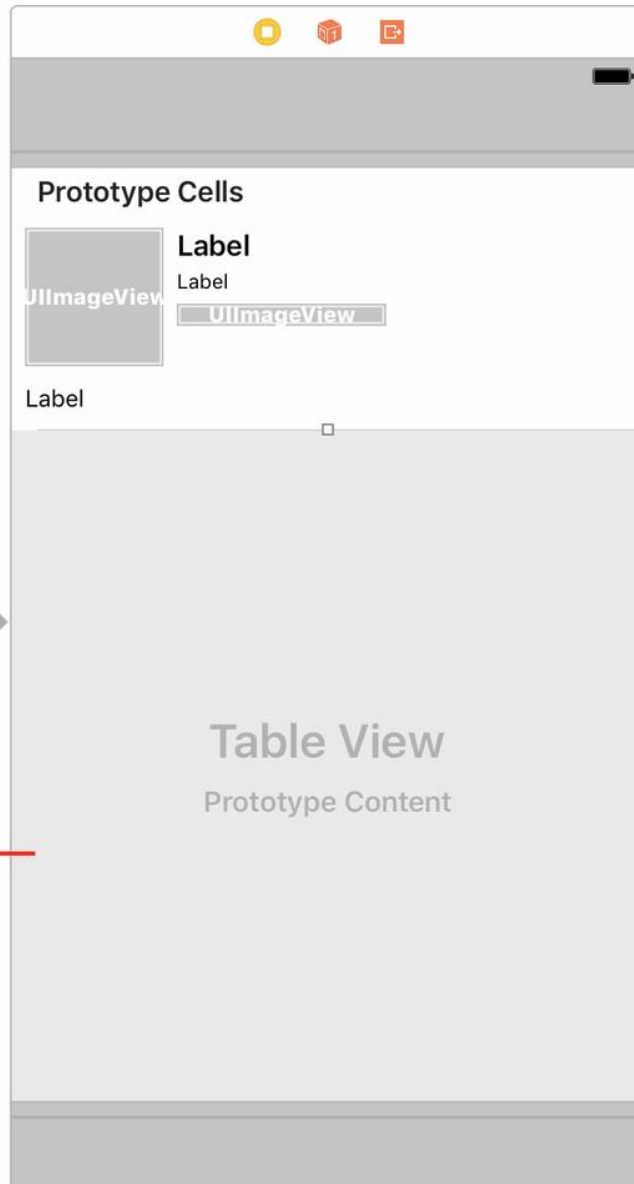 Prototype Cells
UIImageView
Label
Label
UIImageView
Label
Table View
Prototype Content